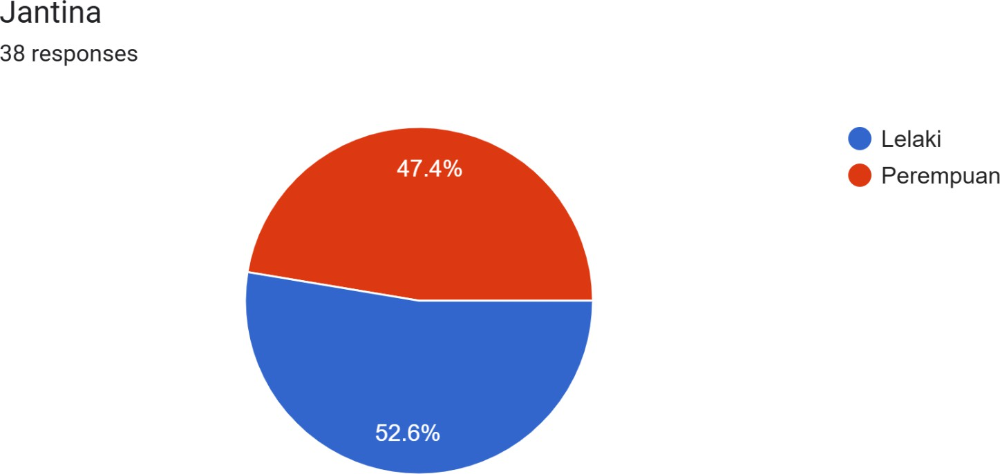 Jantina
38 responses
Lelaki
Perempuan
47.4%
52.6%